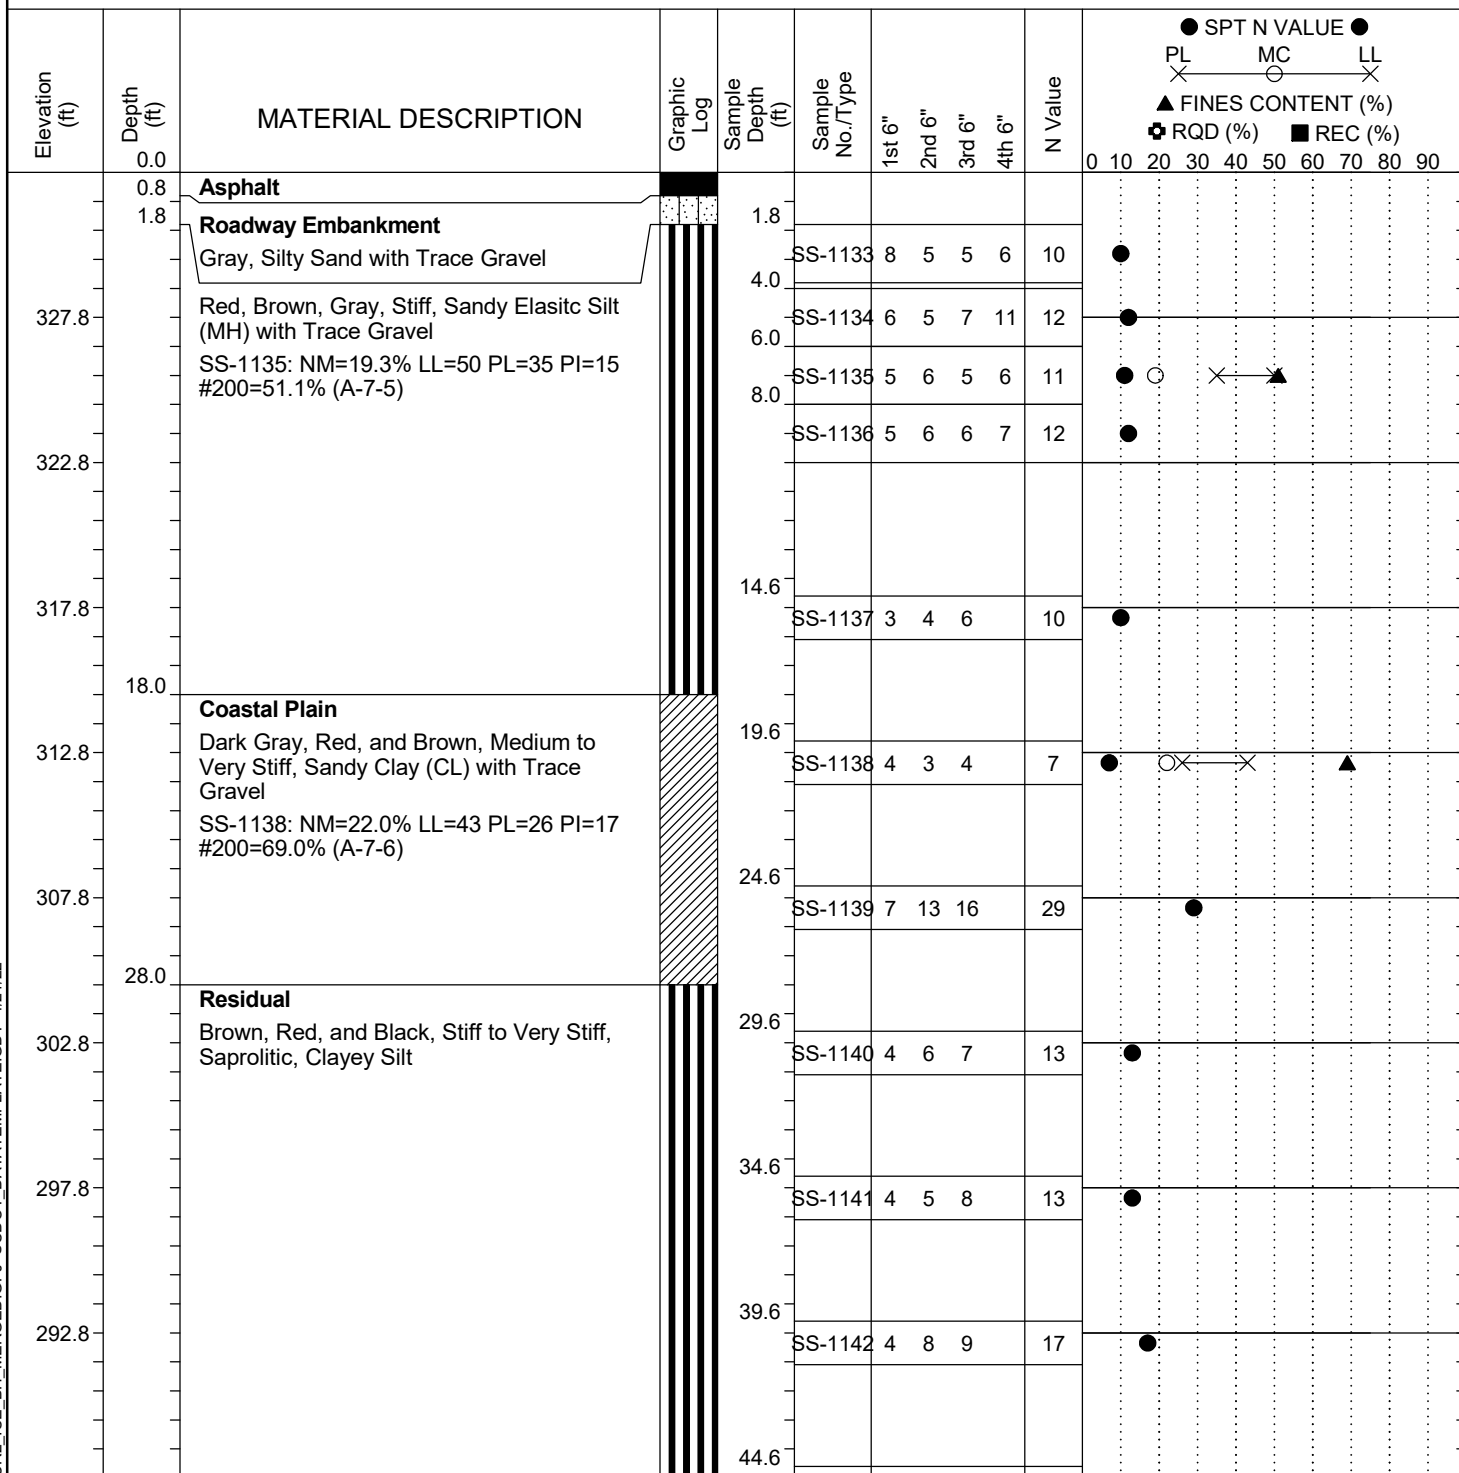 ● SPT N VALUE ●
PL MC LL
▲ FINES CONTENT (%)
RQD (%) ■ REC (%)
0 10 20 30 40 50 60 70 80 90
Elevation (ft)
Depth (ft)
0.0
MATERIAL DESCRIPTION
Graphic Log
Sample Depth (ft)
Sample No./Type
1st 6"
2nd 6"
3rd 6"
4th 6"
N Value
0.8 Asphalt
1.8 1.8
Roadway Embankment
Gray, Silty Sand with Trace Gravel
SS-1133 8 5 5 6 10
4.0
Red, Brown, Gray, Stiff, Sandy Elasitc Silt
(MH) with Trace Gravel
327.8 SS-1134 6 5 7 11 12
6.0
SS-1135: NM=19.3% LL=50 PL=35 PI=15
#200=51.1% (A-7-5)
SS-1135 5 6 5 6 11
8.0
SS-1136 5 6 6 7 12
322.8
14.6
317.8
SS-1137 3 4 6 10
18.0
Coastal Plain
19.6
Dark Gray, Red, and Brown, Medium to
Very Stiff, Sandy Clay (CL) with Trace
Gravel
312.8
SS-1138 4 3 4 7
SS-1138: NM=22.0% LL=43 PL=26 PI=17
#200=69.0% (A-7-6)
24.6
307.8
SS-1139 7 13 16 29
28.0
Residual
29.6
Brown, Red, and Black, Stiff to Very Stiff,
Saprolitic, Clayey Silt
302.8
SS-1140 4 6 7 13
34.6
297.8
SS-1141 4 5 8 13
39.6
292.8
SS-1142 4 8 9 17
44.6